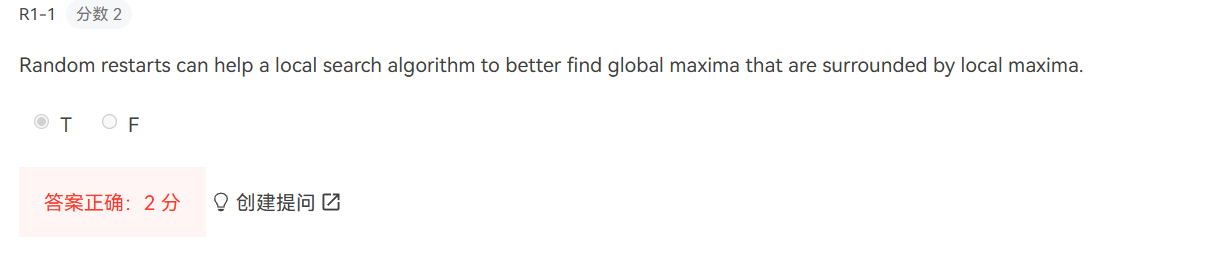 R1-1 分数 2
Random restarts can help a local search algorithm to better find global maxima that are surrounded by local maxima.
T F
答案正确：2 分 创建提问